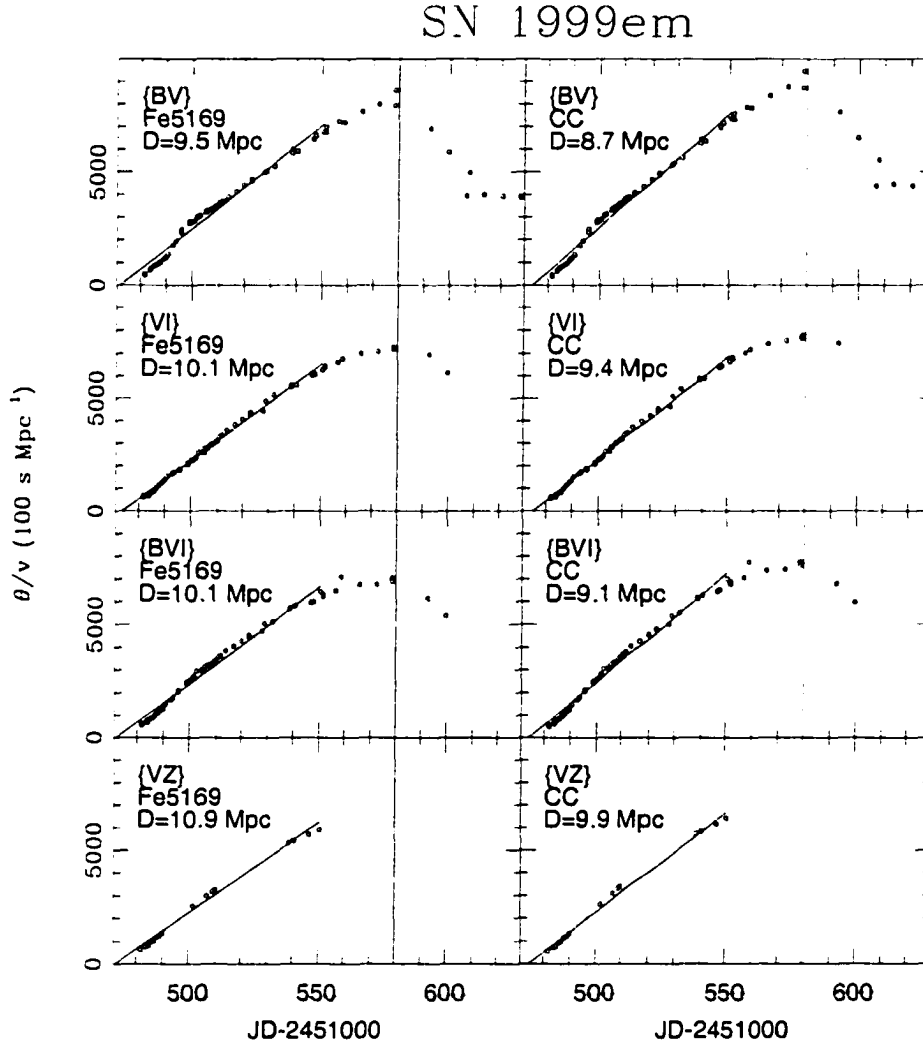 SN 1999em
{BV}
Fe5169
D=9.5 Mpc
{BV}
CC
D=8.7 Mpc
5000
0
{VI}
Fe5169
D=10.1 Mpc
{VI}
CC
D=9.4 Mpc
5000
0
θ/v (100 s Mpc⁻¹)
{BVI}
Fe5169
D=10.1 Mpc
{BVI}
CC
D=9.1 Mpc
5000
0
{VZ}
Fe5169
D=10.9 Mpc
{VZ}
CC
D=9.9 Mpc
5000
0
500 550 600 500 550 600
JD-2451000 JD-2451000